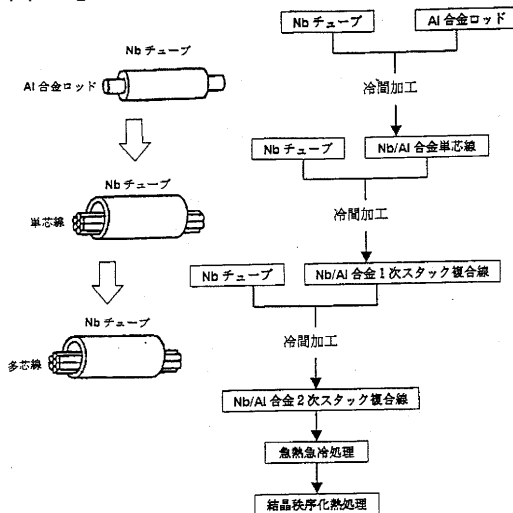 Nb チューブ
Al 合金ロッド
Nb チューブ
単芯線
Nb チューブ
多芯線
Nb チューブ
Al 合金ロッド
冷間加工
Nb チューブ
Nb/Al 合金単芯線
冷間加工
Nb チューブ
Nb/Al 合金1次スタック複合線
冷間加工
Nb/Al 合金2次スタック複合線
急熱急冷処理
結晶秩序化熱処理